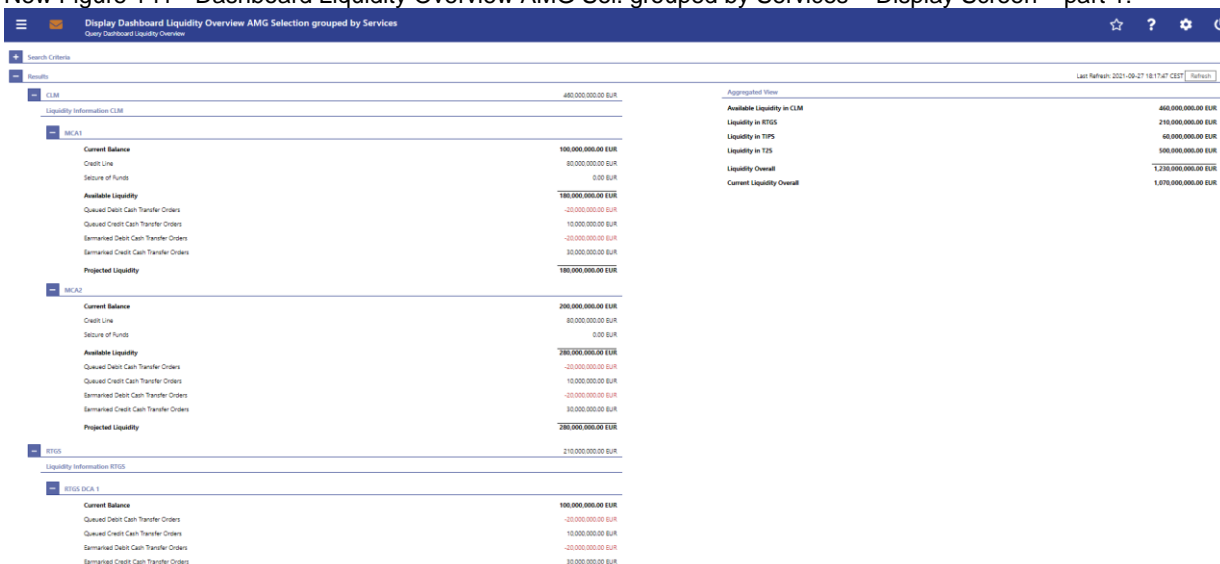 Display Dashboard Liquidity Overview AMG Selection grouped by Services
Query Dashboard Liquidity Overview
Search Criteria
Results
Last Refresh: 2021-09-27 18:17:47 CEST Refresh
CLM 460,000,000.00 EUR
Liquidity Information CLM
MCA1
Current Balance 100,000,000.00 EUR
Credit Line 80,000,000.00 EUR
Seizure of Funds 0.00 EUR
Available Liquidity 180,000,000.00 EUR
Queued Debit Cash Transfer Orders -20,000,000.00 EUR
Queued Credit Cash Transfer Orders 10,000,000.00 EUR
Earmarked Debit Cash Transfer Orders -20,000,000.00 EUR
Earmarked Credit Cash Transfer Orders 30,000,000.00 EUR
Projected Liquidity 180,000,000.00 EUR
MCA2
Current Balance 200,000,000.00 EUR
Credit Line 80,000,000.00 EUR
Seizure of Funds 0.00 EUR
Available Liquidity 280,000,000.00 EUR
Queued Debit Cash Transfer Orders -20,000,000.00 EUR
Queued Credit Cash Transfer Orders 10,000,000.00 EUR
Earmarked Debit Cash Transfer Orders -20,000,000.00 EUR
Earmarked Credit Cash Transfer Orders 30,000,000.00 EUR
Projected Liquidity 280,000,000.00 EUR
RTGS 210,000,000.00 EUR
Liquidity Information RTGS
RTGS DCA 1
Current Balance 100,000,000.00 EUR
Queued Debit Cash Transfer Orders -20,000,000.00 EUR
Queued Credit Cash Transfer Orders 10,000,000.00 EUR
Earmarked Debit Cash Transfer Orders -20,000,000.00 EUR
Earmarked Credit Cash Transfer Orders 30,000,000.00 EUR
Aggregated View
Available Liquidity in CLM 460,000,000.00 EUR
Liquidity in RTGS 210,000,000.00 EUR
Liquidity in TIPS 60,000,000.00 EUR
Liquidity in T2S 500,000,000.00 EUR
Liquidity Overall 1,230,000,000.00 EUR
Current Liquidity Overall 1,070,000,000.00 EUR